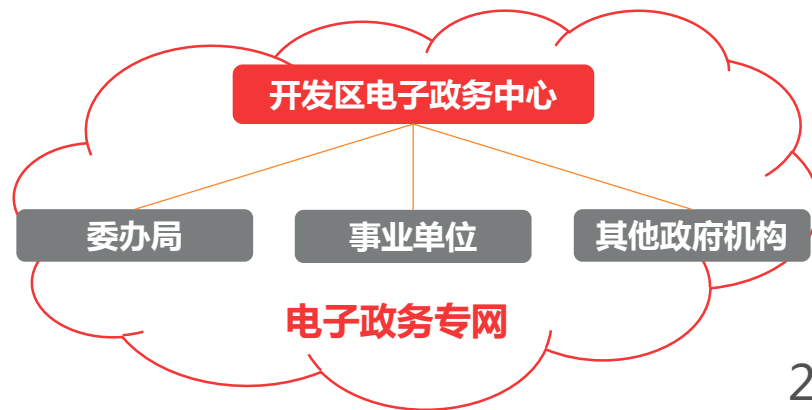 开发区电子政务中心
委办局
事业单位
其他政府机构
电子政务专网
2